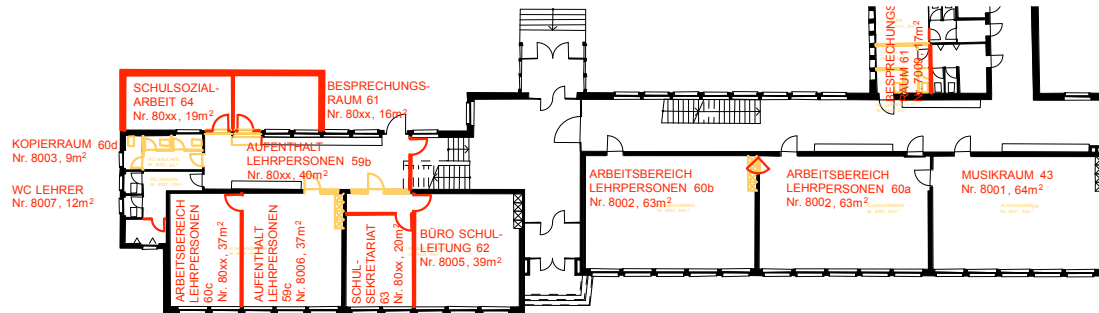 SCHULSOZIAL-
ARBEIT 64
Nr. 80xx, 19m²
BESPRECHUNGS-
RAUM 61
Nr. 80xx, 16m²
BESPRECHUNGS
RAUM 61
Nr. 7009, 17m²
KOPIERRAUM 60d
Nr. 8003, 9m²
AUFENTHALT
LEHRPERSONEN 59b
Nr. 80xx, 40m²
WC LEHRER
Nr. 8007, 12m²
ARBEITSBEREICH
LEHRPERSONEN
60c
Nr. 80xx, 37m²
AUFENTHALT
LEHRPERSONEN
59c
Nr. 8006, 37m²
SCHUL-
SEKRETARIAT
63
Nr. 80xx, 20m²
BÜRO SCHUL-
LEITUNG 62
Nr. 8005, 39m²
ARBEITSBEREICH
LEHRPERSONEN 60b
Nr. 8002, 63m²
ARBEITSBEREICH
LEHRPERSONEN 60a
Nr. 8002, 63m²
MUSIKRAUM 43
Nr. 8001, 64m²